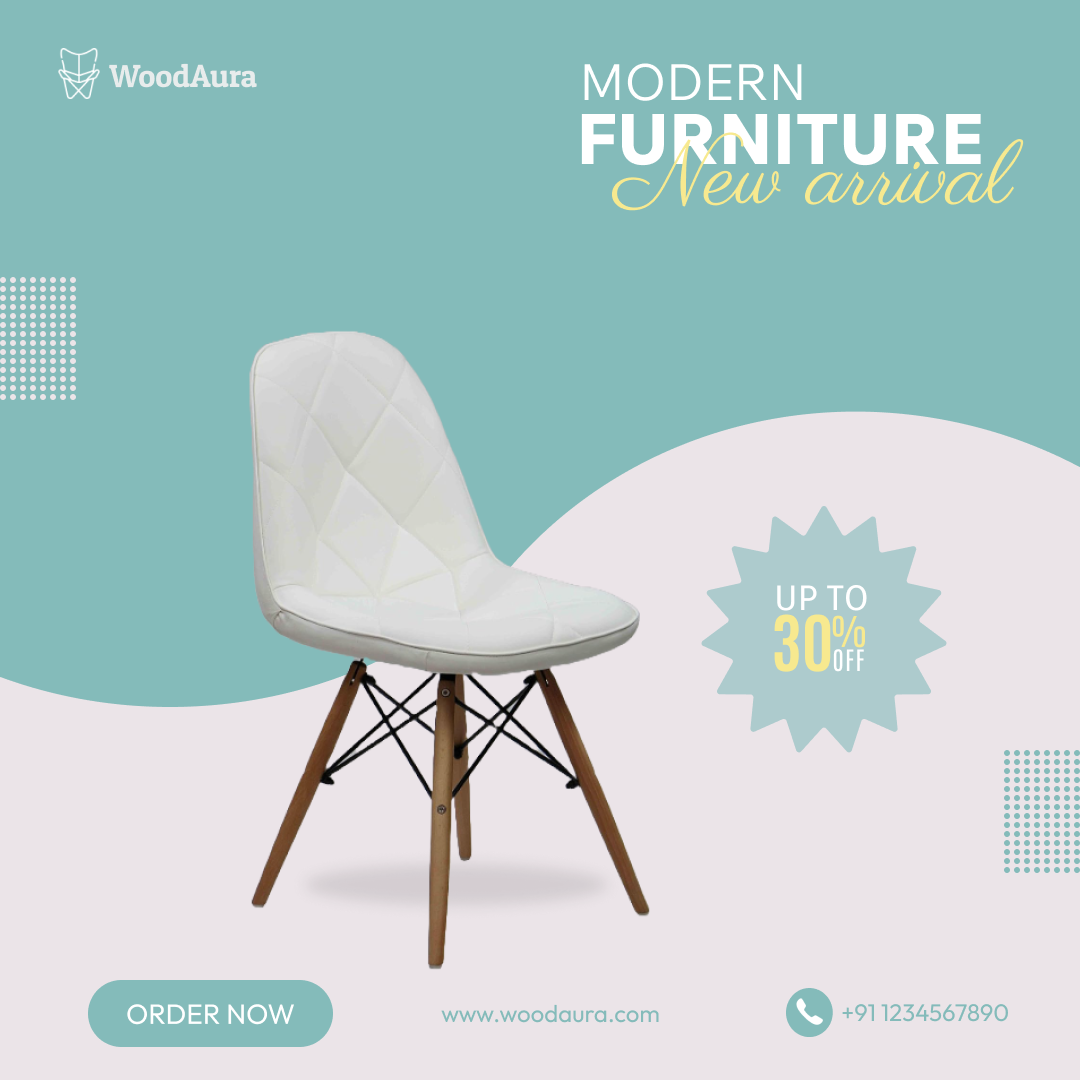 WoodAura
MODERN
FURNITURE
New arrival
UP TO
30%
OFF
ORDER NOW
www.woodaura.com
+91 1234567890